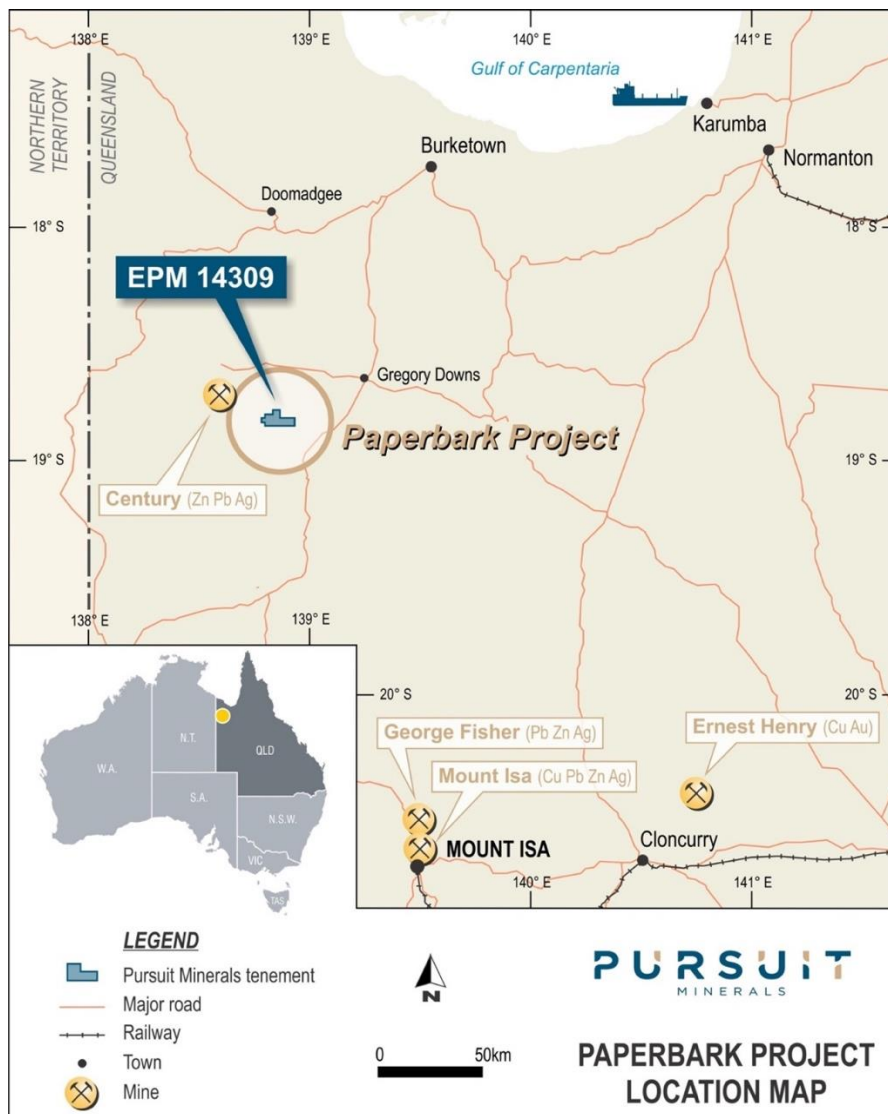 138° E
139° E
140° E
141° E
Gulf of Carpentaria
NORTHERN
TERRITORY
QUEENSLAND
Karumba
Burketown
Normanton
Doomadgee
18° S
18° S
EPM 14309
Gregory Downs
Paperbark Project
19° S
19° S
Century (Zn Pb Ag)
138° E
139° E
20° S
20° S
George Fisher (Pb Zn Ag)
Ernest Henry (Cu Au)
Mount Isa (Cu Pb Zn Ag)
MOUNT ISA
Cloncurry
140° E
141° E
W.A.
N.T.
QLD
S.A.
N.S.W.
VIC
TAS
LEGEND
Pursuit Minerals tenement
Major road
Railway
Town
Mine
N
0
50km
PURSUIT
MINERALS
PAPERBARK PROJECT
LOCATION MAP